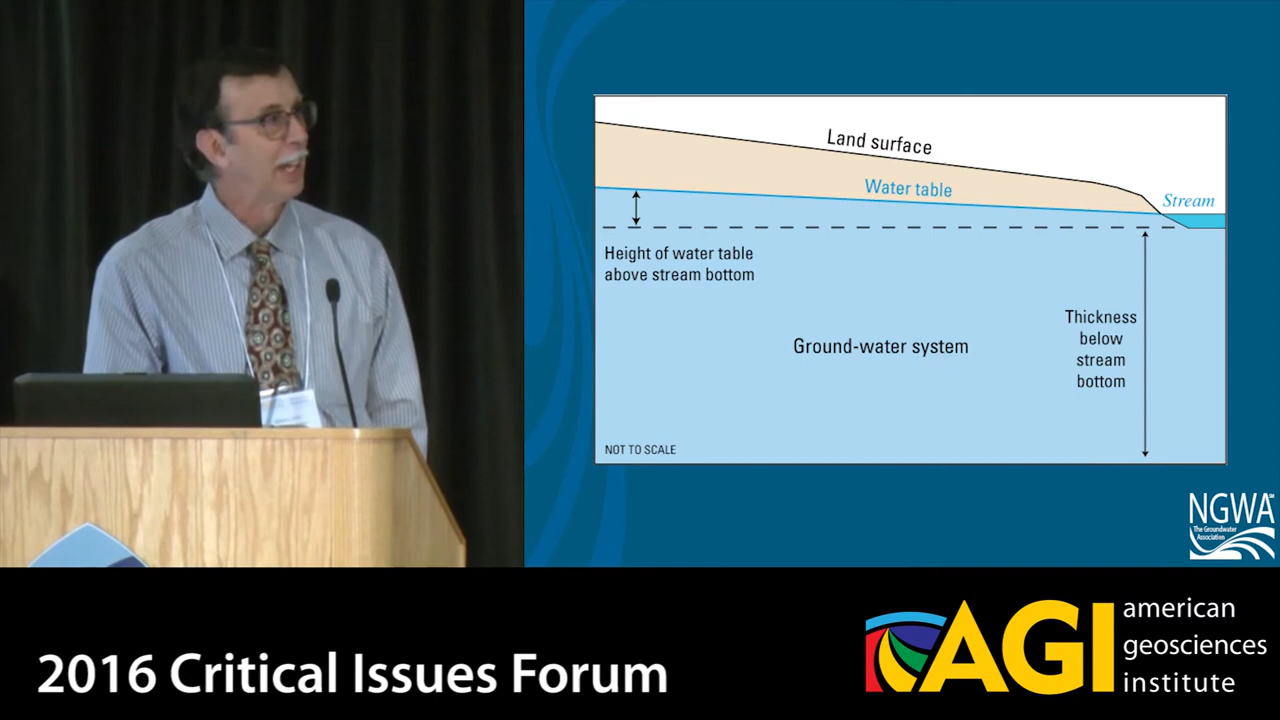 Land surface
Water table
Stream
Height of water table
above stream bottom
Thickness
below
stream
bottom
Ground-water system
NOT TO SCALE
NGWA
The Groundwater
Association
2016 Critical Issues Forum
AGI
american
geosciences
institute